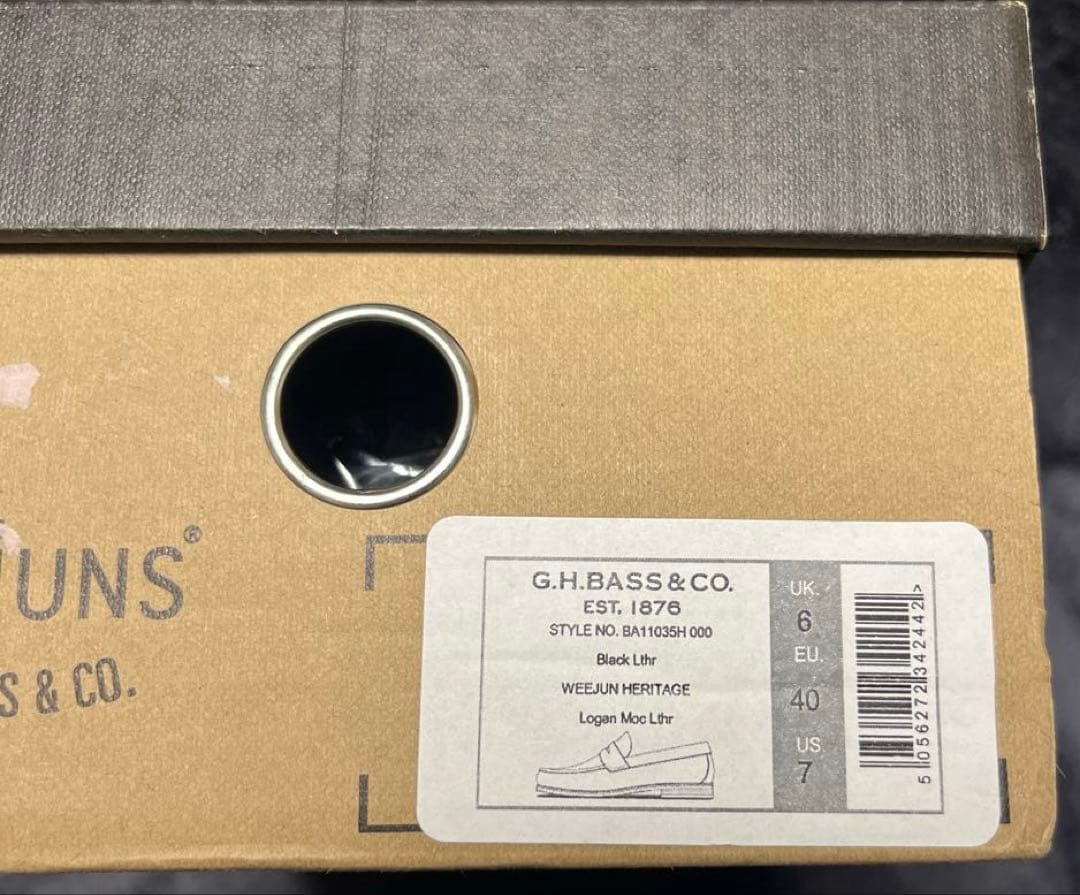 UNS®
S & CO.
G.H.BASS & CO.
EST. 1876
STYLE NO. BA11035H 000
Black Lthr
WEEJUN HERITAGE
Logan Moc Lthr
UK.
6
EU.
40
US
7
5 056272 342442 >